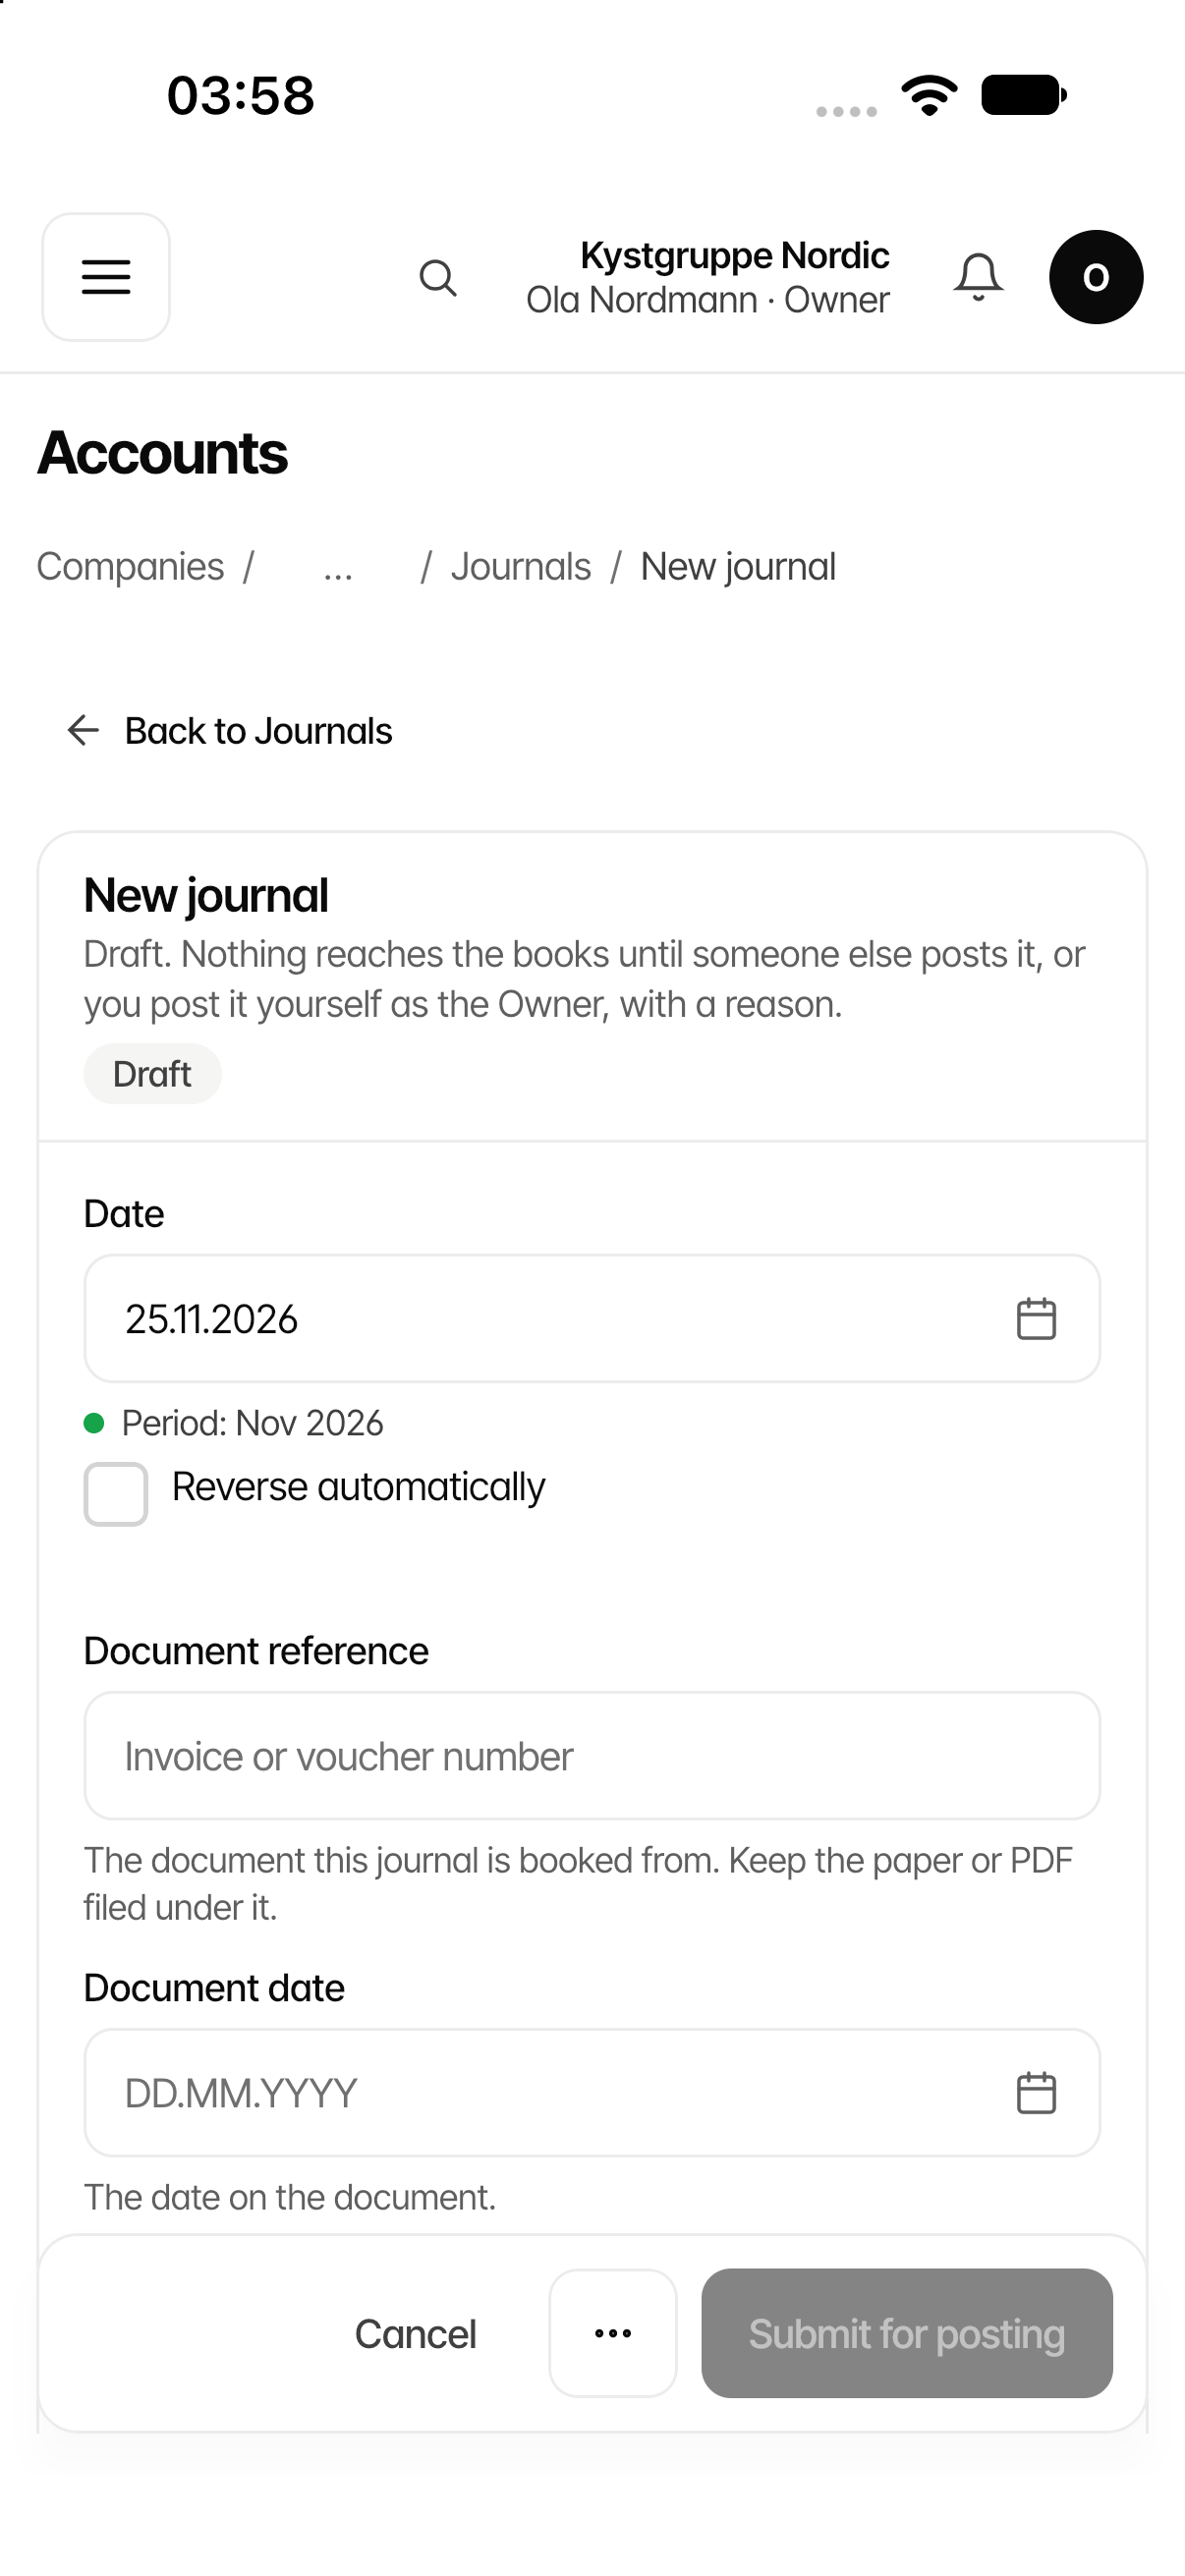 03:58
Kystgruppe Nordic
Ola Nordmann · Owner
O
Accounts
Companies / ... / Journals / New journal
Back to Journals
New journal
Draft. Nothing reaches the books until someone else posts it, or
you post it yourself as the Owner, with a reason.
Draft
Date
25.11.2026
Period: Nov 2026
Reverse automatically
Document reference
Invoice or voucher number
The document this journal is booked from. Keep the paper or PDF
filed under it.
Document date
DD.MM.YYYY
The date on the document.
Cancel
Submit for posting